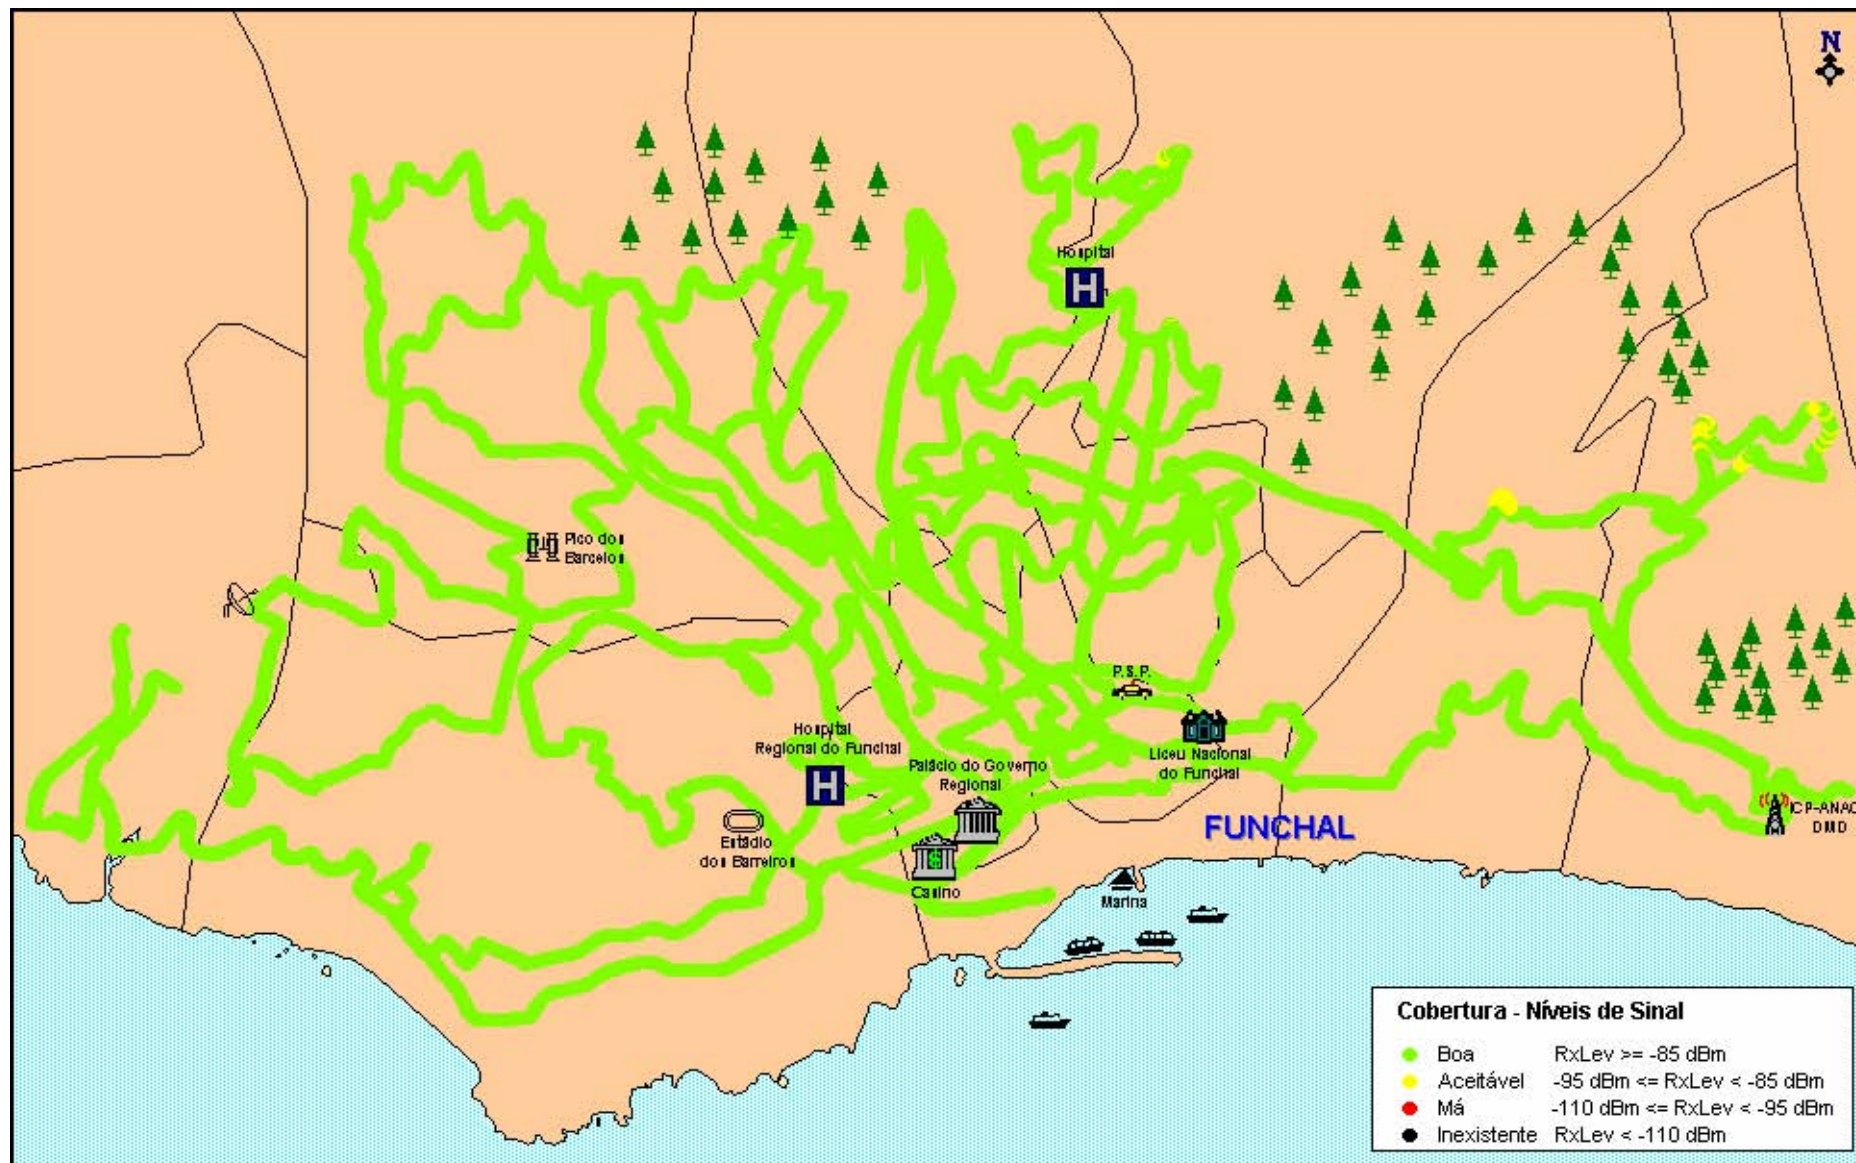 N
Hospital
Pico dos
Barcelos
P.S.P.
Hospital
Regional do Funchal
Liceu Nacional
do Funchal
Palácio do Governo
Regional
FUNCHAL
ICP-ANAC
DMD
Estádio
dos Barreiros
Casino
Marina
Cobertura - Níveis de Sinal
Boa RxLev >= -85 dBm
Aceitável -95 dBm <= RxLev < -85 dBm
Má -110 dBm <= RxLev < -95 dBm
Inexistente RxLev < -110 dBm